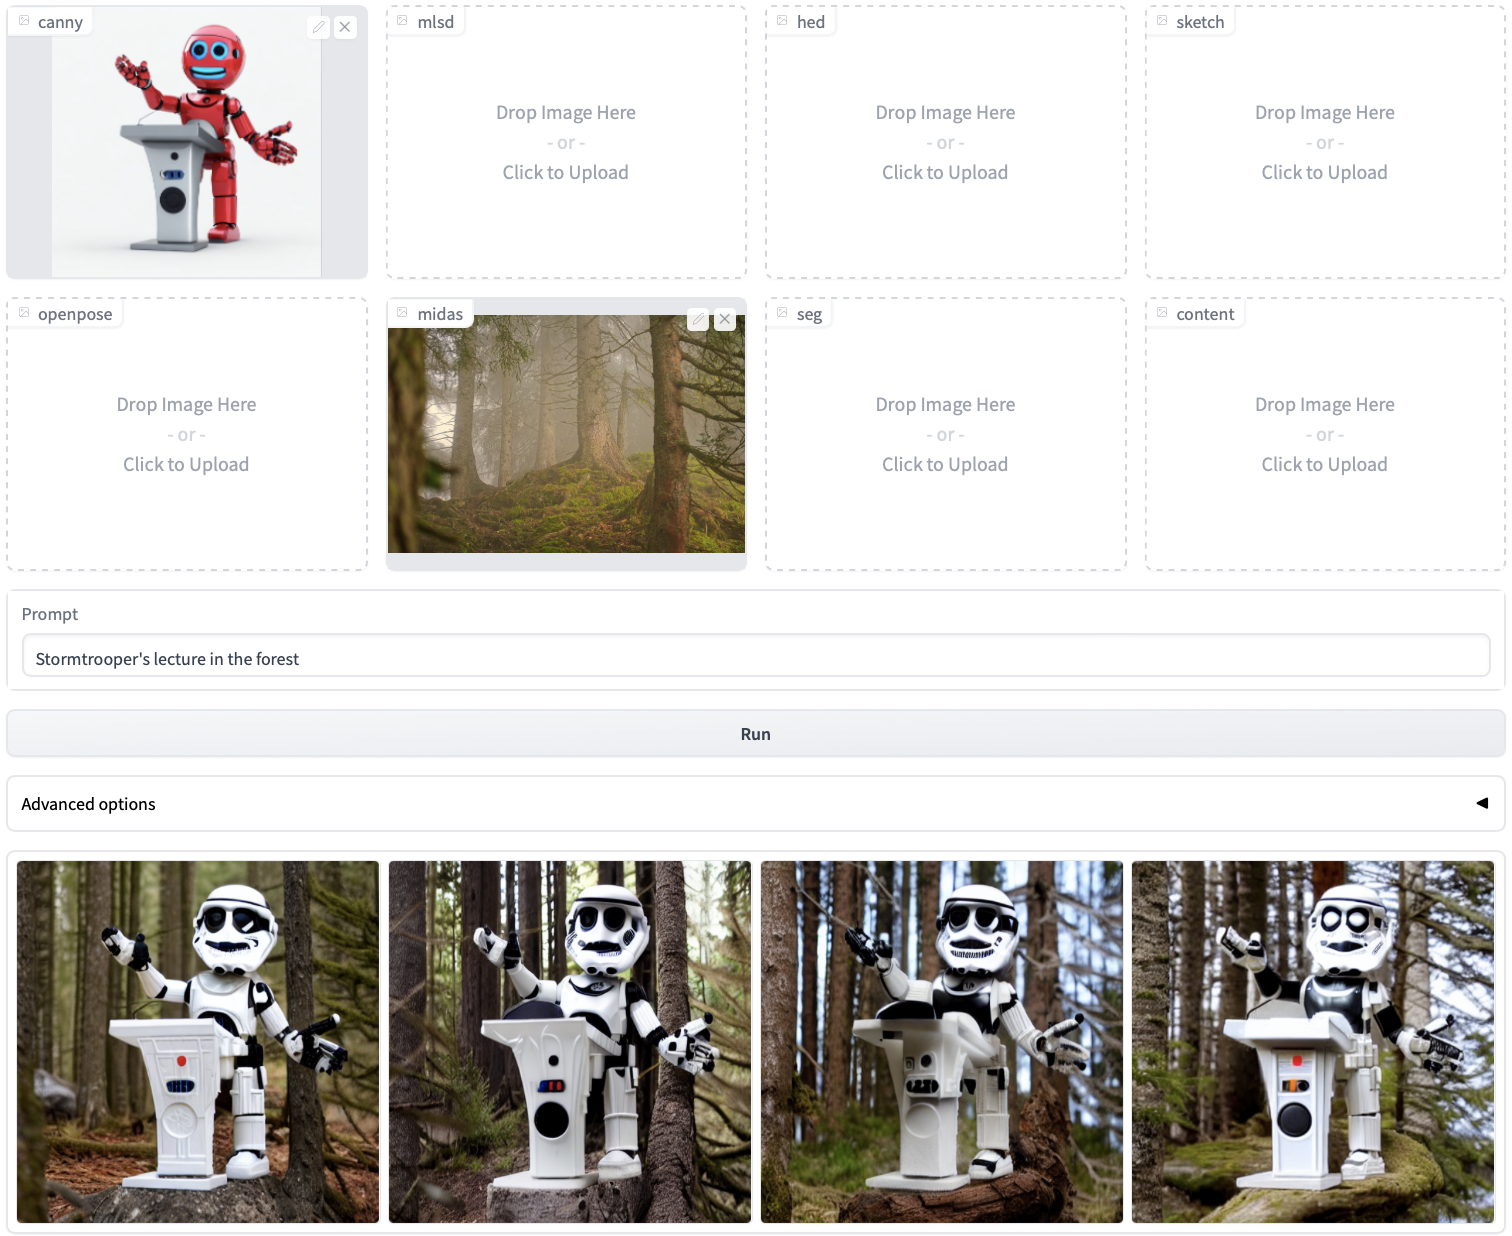 canny
mlsd
hed
sketch
Drop Image Here
- or -
Click to Upload
Drop Image Here
- or -
Click to Upload
Drop Image Here
- or -
Click to Upload
openpose
midas
seg
content
Drop Image Here
- or -
Click to Upload
Drop Image Here
- or -
Click to Upload
Drop Image Here
- or -
Click to Upload
Prompt
Stormtrooper's lecture in the forest
Run
Advanced options